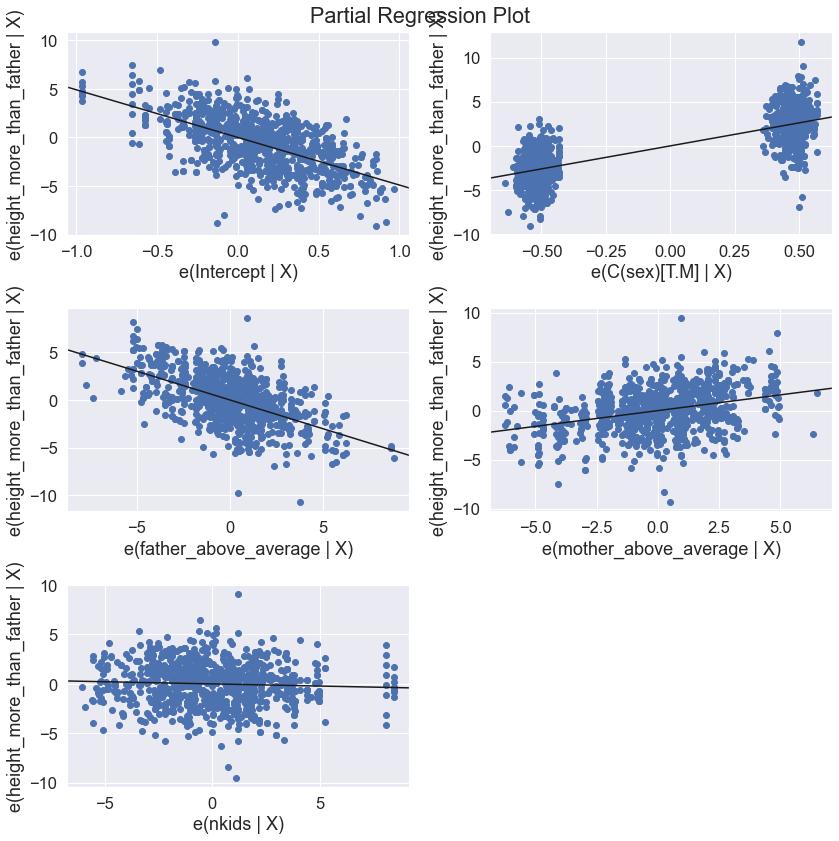 Partial Regression Plot
e(height_more_than_father | X)
10
5
0
−5
−10
−1.0 −0.5 0.0 0.5 1.0
e(Intercept | X)
e(height_more_than_father | X)
10
5
0
−5
−10
−0.50 −0.25 0.00 0.25 0.50
e(C(sex)[T.M] | X)
e(height_more_than_father | X)
5
0
−5
−10
−5 0 5
e(father_above_average | X)
e(height_more_than_father | X)
10
5
0
−5
−10
−5.0 −2.5 0.0 2.5 5.0
e(mother_above_average | X)
e(height_more_than_father | X)
10
5
0
−5
−10
−5 0 5
e(nkids | X)